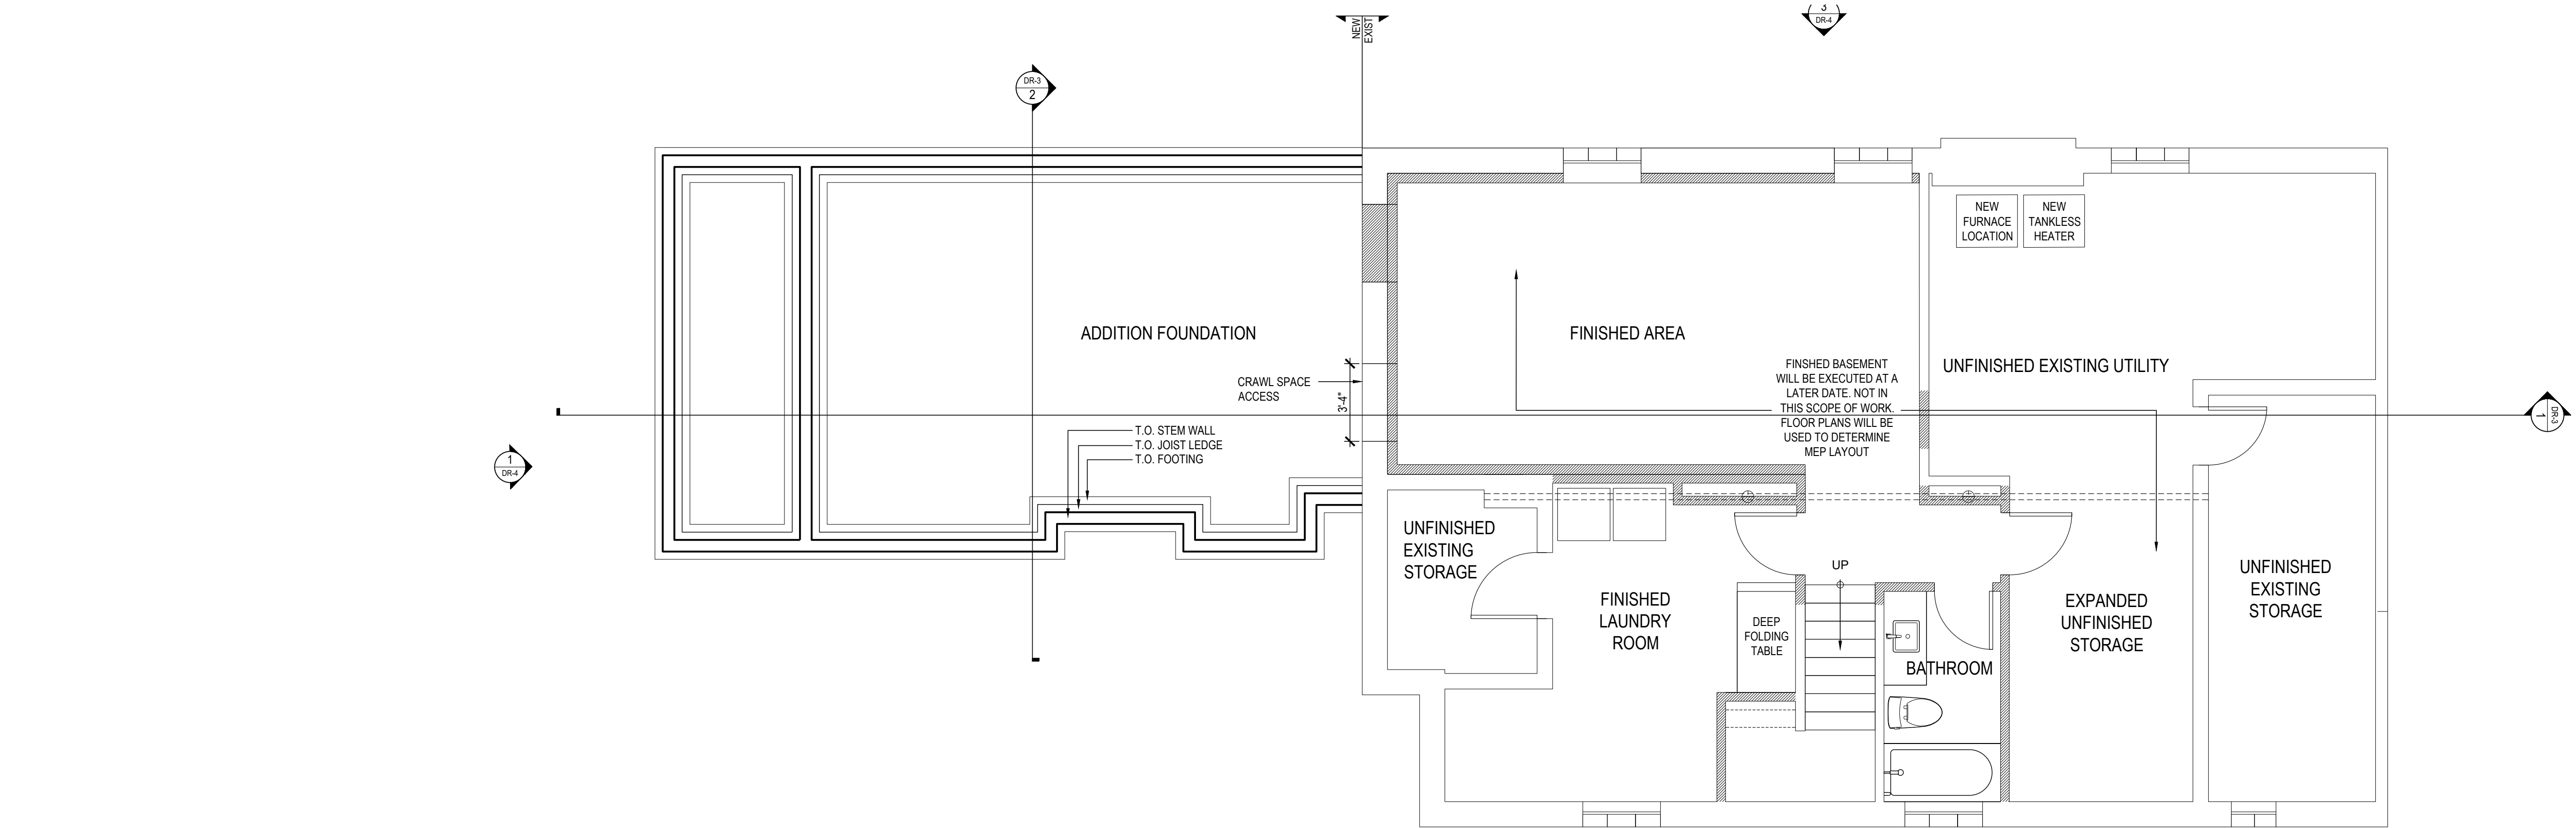 NEW
EXIST
3
DR-4
DR-3
2
NEW
FURNACE
LOCATION
NEW
TANKLESS
HEATER
ADDITION FOUNDATION
FINISHED AREA
UNFINISHED EXISTING UTILITY
FINSHED BASEMENT
WILL BE EXECUTED AT A
LATER DATE. NOT IN
THIS SCOPE OF WORK.
FLOOR PLANS WILL BE
USED TO DETERMINE
MEP LAYOUT
CRAWL SPACE
ACCESS
3'-4"
DR-3
1
T.O. STEM WALL
T.O. JOIST LEDGE
T.O. FOOTING
1
DR-4
UNFINISHED
EXISTING
STORAGE
UP
FINISHED
LAUNDRY
ROOM
DEEP
FOLDING
TABLE
BATHROOM
EXPANDED
UNFINISHED
STORAGE
UNFINISHED
EXISTING
STORAGE